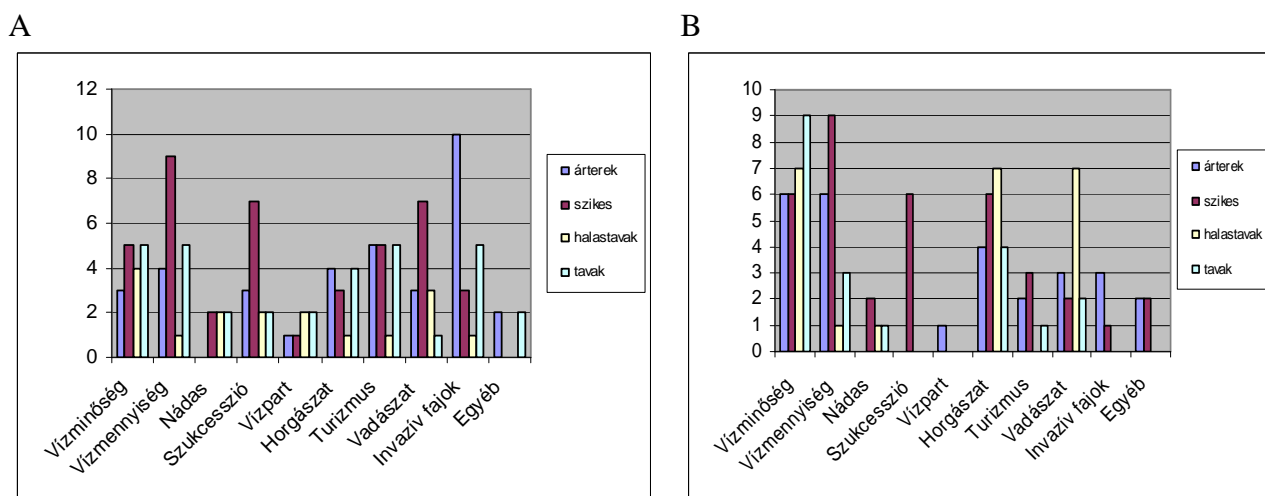 A
B
12
10
8
6
4
2
0
Vízminőség
Vízmennyiség
Nádas
Szukcesszió
Vízpart
Horgászat
Turizmus
Vadászat
Invazív fajok
Egyéb
árterek
szikes
halastavak
tavak
10
9
8
7
6
5
4
3
2
1
0
Vízminőség
Vízmennyiség
Nádas
Szukcesszió
Vízpart
Horgászat
Turizmus
Vadászat
Invazív fajok
Egyéb
árterek
szikes
halastavak
tavak